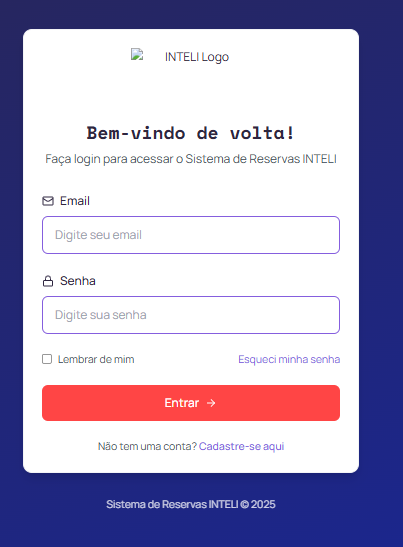 INTELI Logo
Bem-vindo de volta!
Faça login para acessar o Sistema de Reservas INTELI
Email
Digite seu email
Senha
Digite sua senha
Lembrar de mim Esqueci minha senha
Entrar →
Não tem uma conta? Cadastre-se aqui
Sistema de Reservas INTELI © 2025